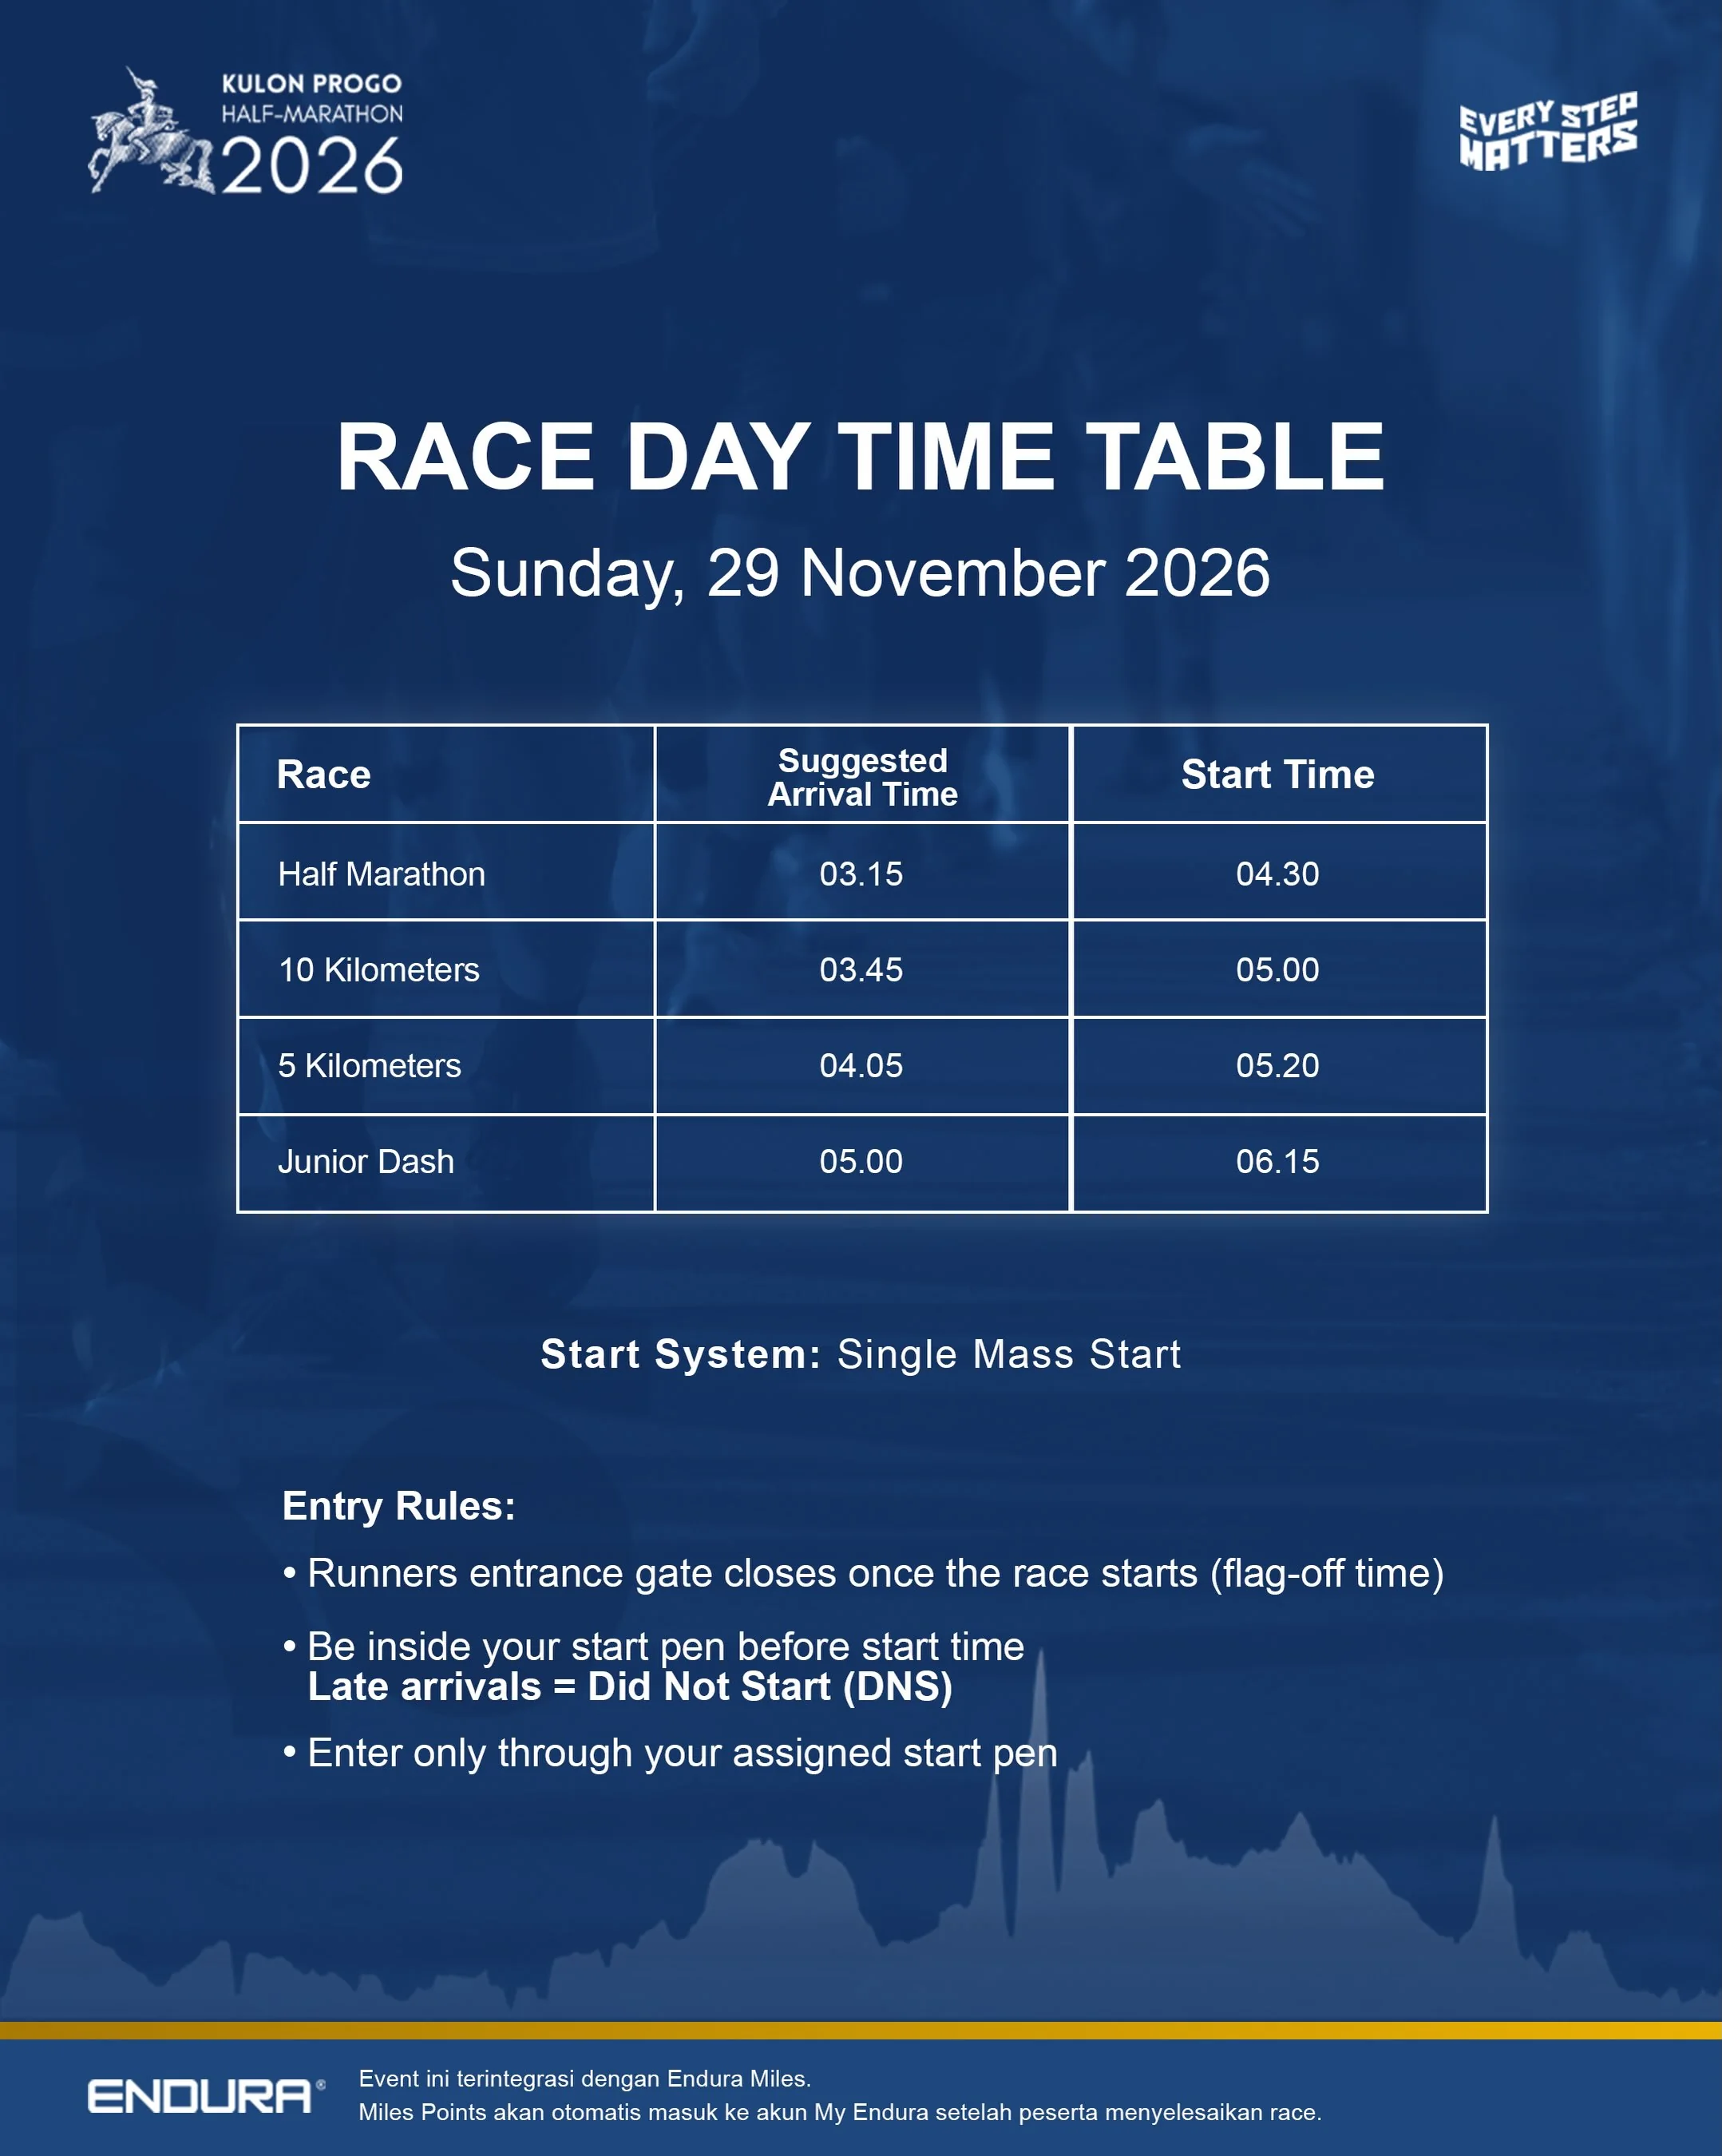 KULON PROGO
HALF-MARATHON
2026
EVERY STEP
MATTERS
RACE DAY TIME TABLE
Sunday, 29 November 2026
Race Suggested Arrival Time Start Time
Half Marathon 03.15 04.30
10 Kilometers 03.45 05.00
5 Kilometers 04.05 05.20
Junior Dash 05.00 06.15
Start System: Single Mass Start
Entry Rules:
• Runners entrance gate closes once the race starts (flag-off time)
• Be inside your start pen before start time
Late arrivals = Did Not Start (DNS)
• Enter only through your assigned start pen
ENDURA®
Event ini terintegrasi dengan Endura Miles.
Miles Points akan otomatis masuk ke akun My Endura setelah peserta menyelesaikan race.